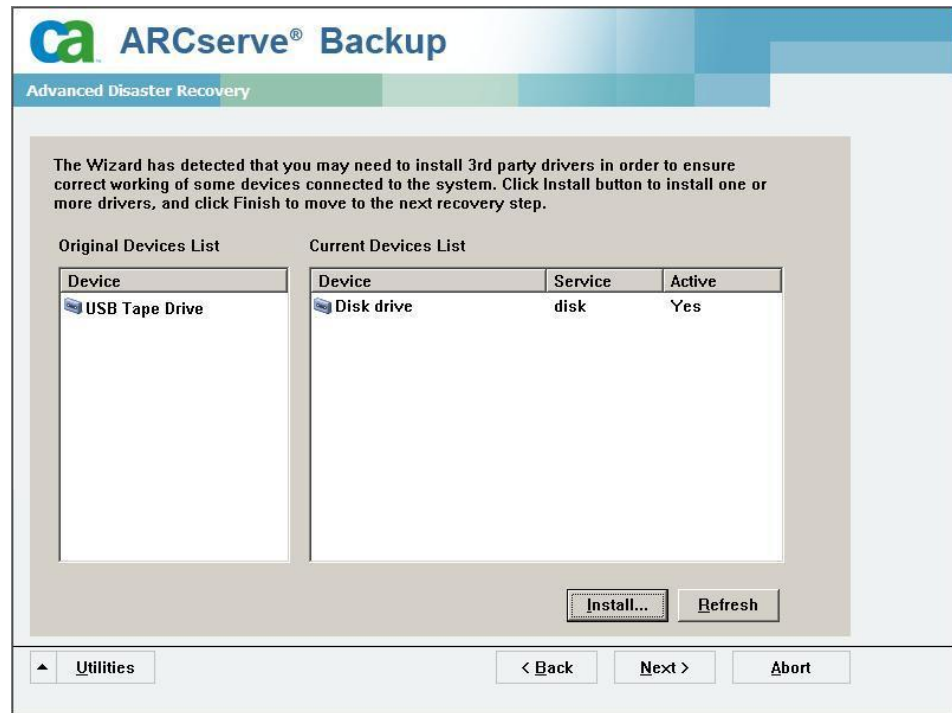 ca ARCserve® Backup
Advanced Disaster Recovery
The Wizard has detected that you may need to install 3rd party drivers in order to ensure
correct working of some devices connected to the system. Click Install button to install one or
more drivers, and click Finish to move to the next recovery step.
Original Devices List
Current Devices List
Device
USB Tape Drive
Device Service Active
Disk drive disk Yes
Install... Refresh
Utilities < Back Next > Abort